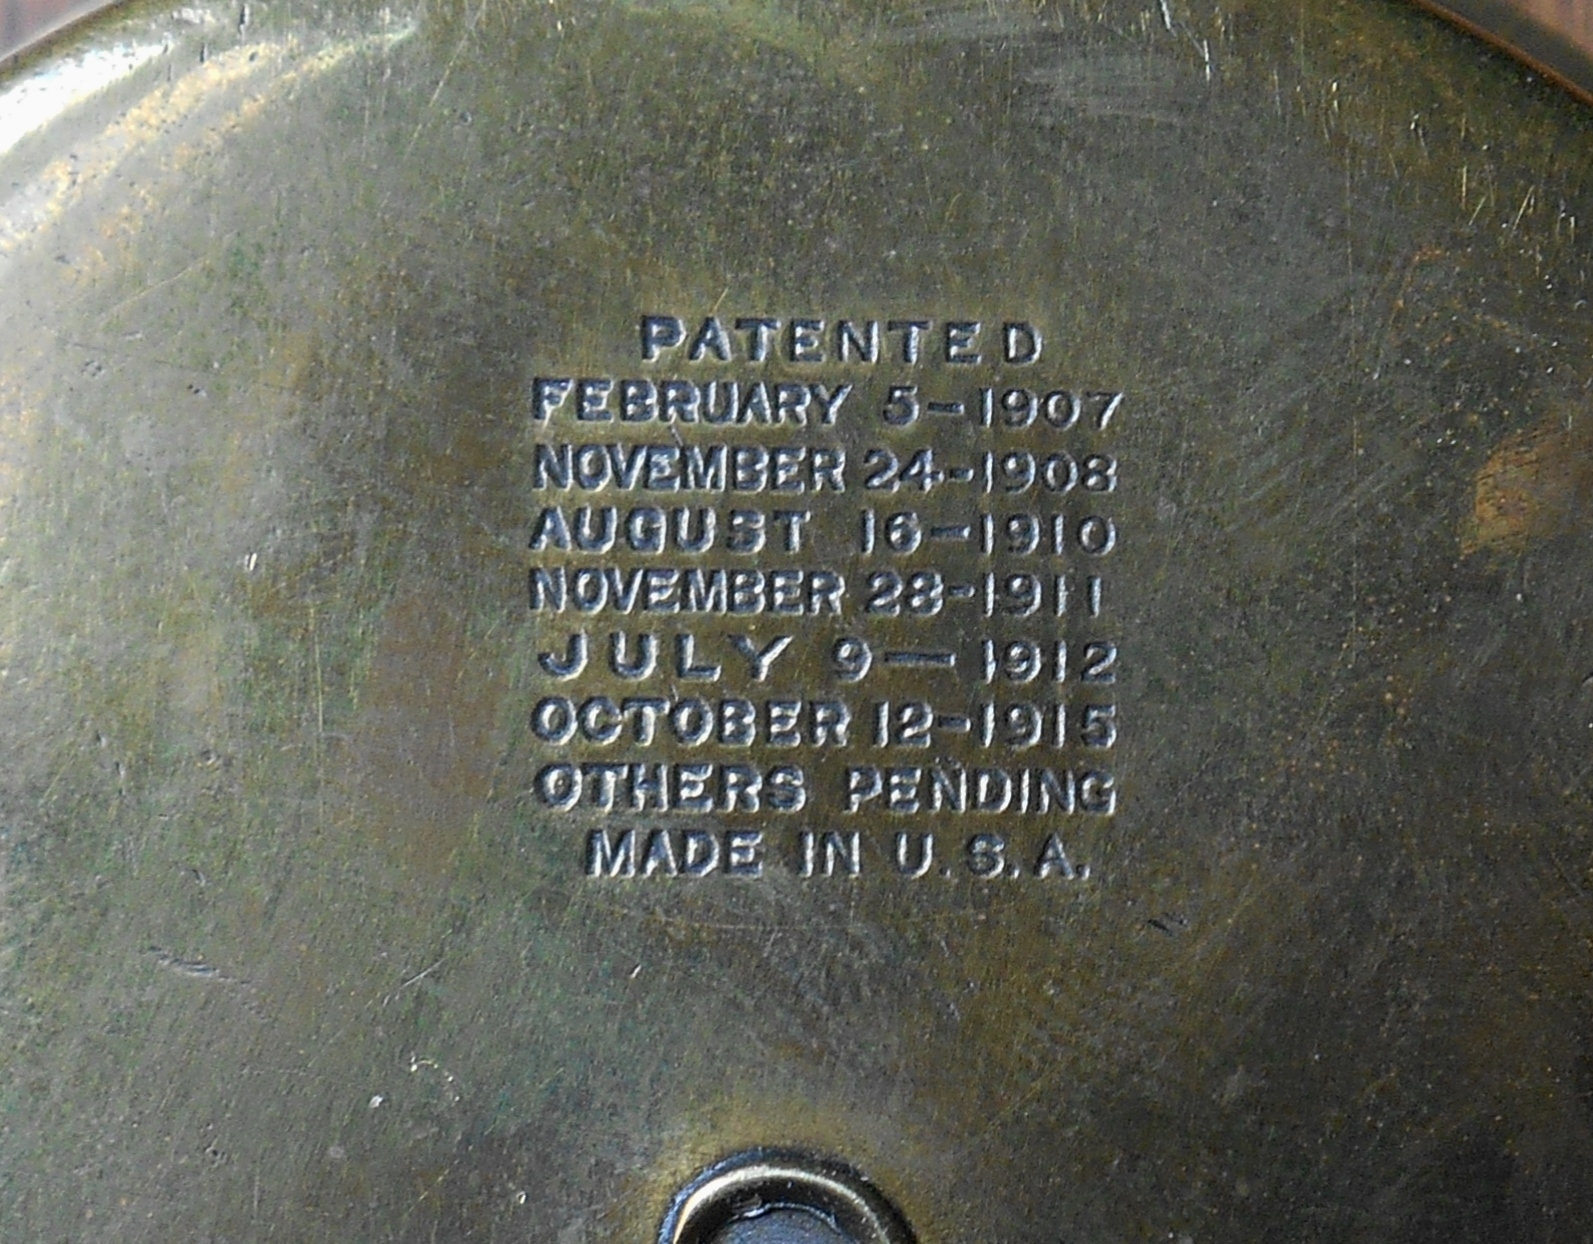 PATENTED
FEBRUARY 5-1907
NOVEMBER 24-1908
AUGUST 16-1910
NOVEMBER 28-1911
JULY 9-1912
OCTOBER 12-1915
OTHERS PENDING
MADE IN U.S.A.